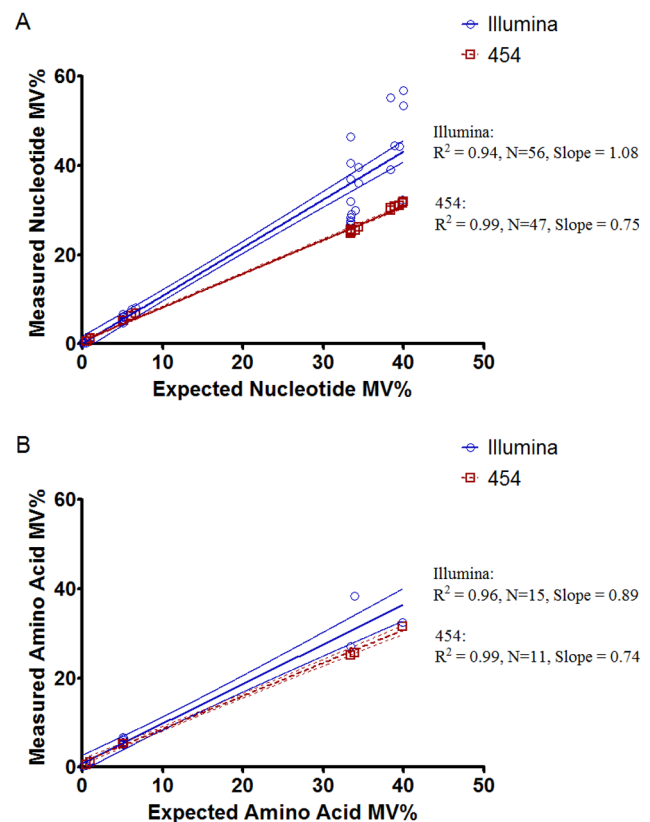 A
Illumina
454
60
40
20
0
Measured Nucleotide MV%
Illumina:
R² = 0.94, N=56, Slope = 1.08
454:
R² = 0.99, N=47, Slope = 0.75
0 10 20 30 40 50
Expected Nucleotide MV%
B
Illumina
454
60
40
20
0
Measured Amino Acid MV%
Illumina:
R² = 0.96, N=15, Slope = 0.89
454:
R² = 0.99, N=11, Slope = 0.74
0 10 20 30 40 50
Expected Amino Acid MV%